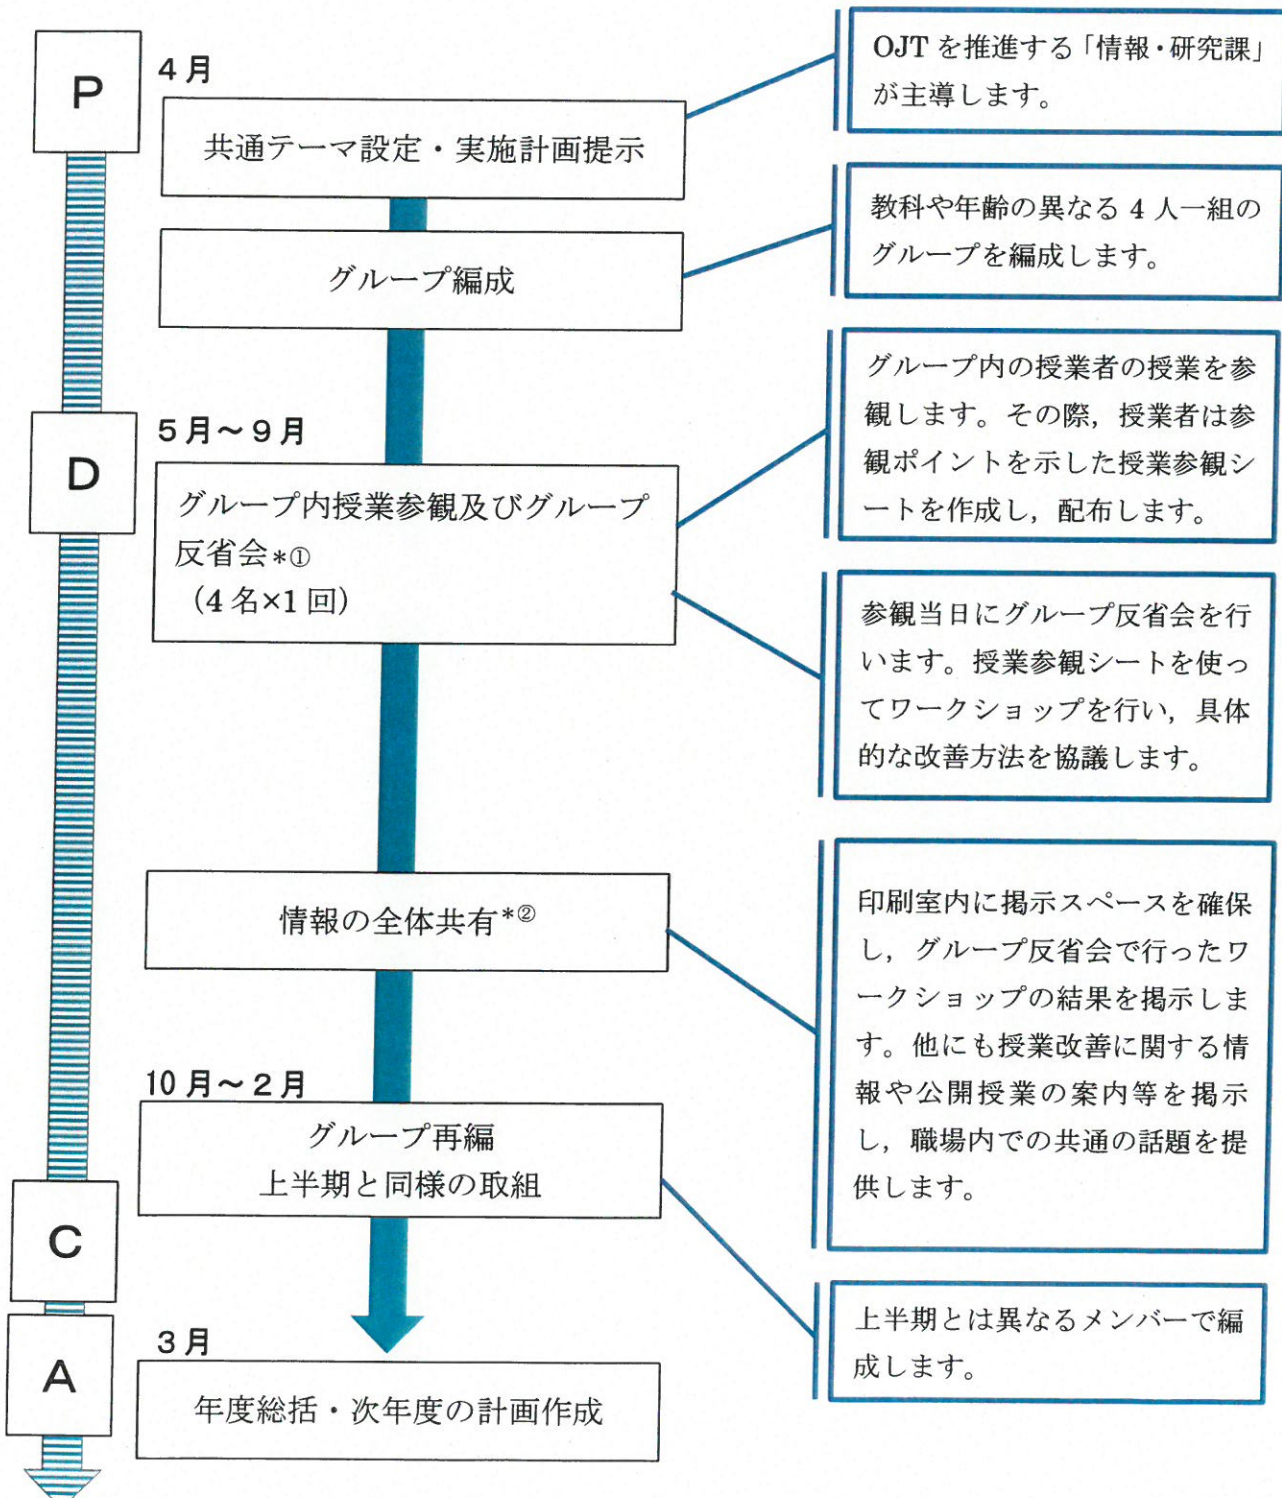 P
4月
共通テーマ設定・実施計画提示
OJTを推進する「情報・研究課」
が主導します。
グループ編成
教科や年齢の異なる4人一組の
グループを編成します。
D
5月～9月
グループ内授業参観及びグループ
反省会*①
（4名×1回）
グループ内の授業者の授業を参
観します。その際，授業者は参
観ポイントを示した授業参観シ
ートを作成し，配布します。
参観当日にグループ反省会を行
います。授業参観シートを使っ
てワークショップを行い，具体
的な改善方法を協議します。
情報の全体共有*②
印刷室内に掲示スペースを確保
し，グループ反省会で行ったワ
ークショップの結果を掲示しま
す。他にも授業改善に関する情
報や公開授業の案内等を掲示
し，職場内での共通の話題を提
供します。
10月～2月
グループ再編
上半期と同様の取組
上半期とは異なるメンバーで編
成します。
C
A
3月
年度総括・次年度の計画作成